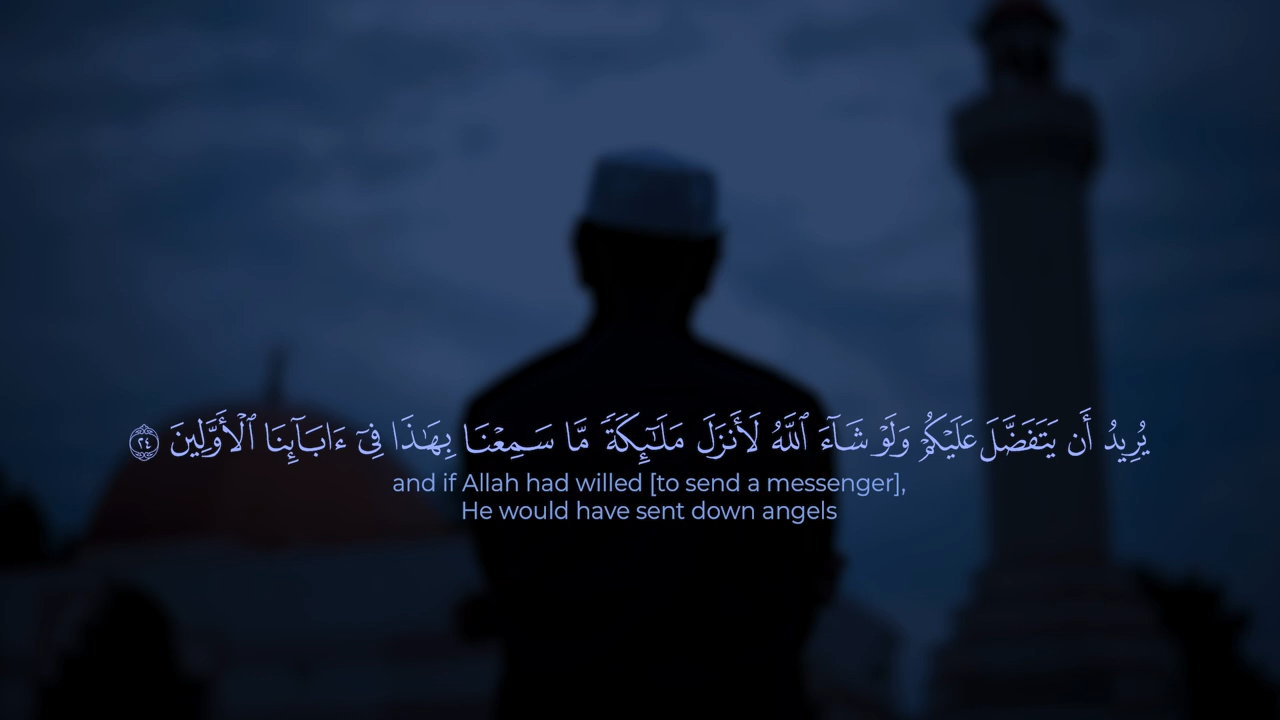 يُرِيدُ أَن يَتَفَضَّلَ عَلَيْكُمْ وَلَوْ شَآءَ ٱللَّهُ لَأَنزَلَ مَلَـٰٓئِكَةً مَّا سَمِعْنَا بِهَـٰذَا فِىٓ ءَابَآئِنَا ٱلْأَوَّلِينَ ٢٤
and if Allah had willed [to send a messenger],
He would have sent down angels